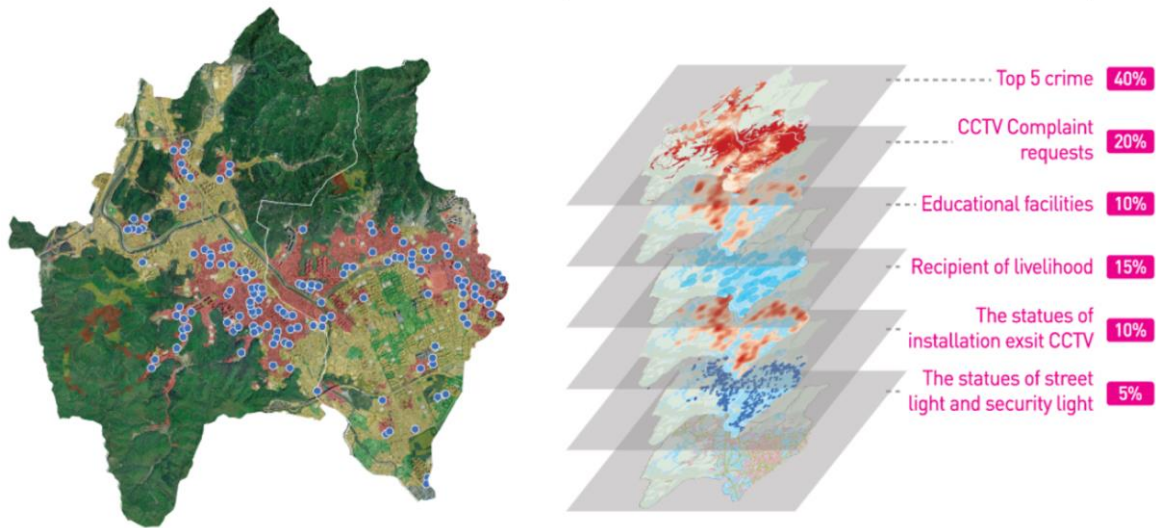 Top 5 crime 40%
CCTV Complaint
requests 20%
Educational facilities 10%
Recipient of livelihood 15%
The statues of
installation exsit CCTV 10%
The statues of street
light and security light 5%